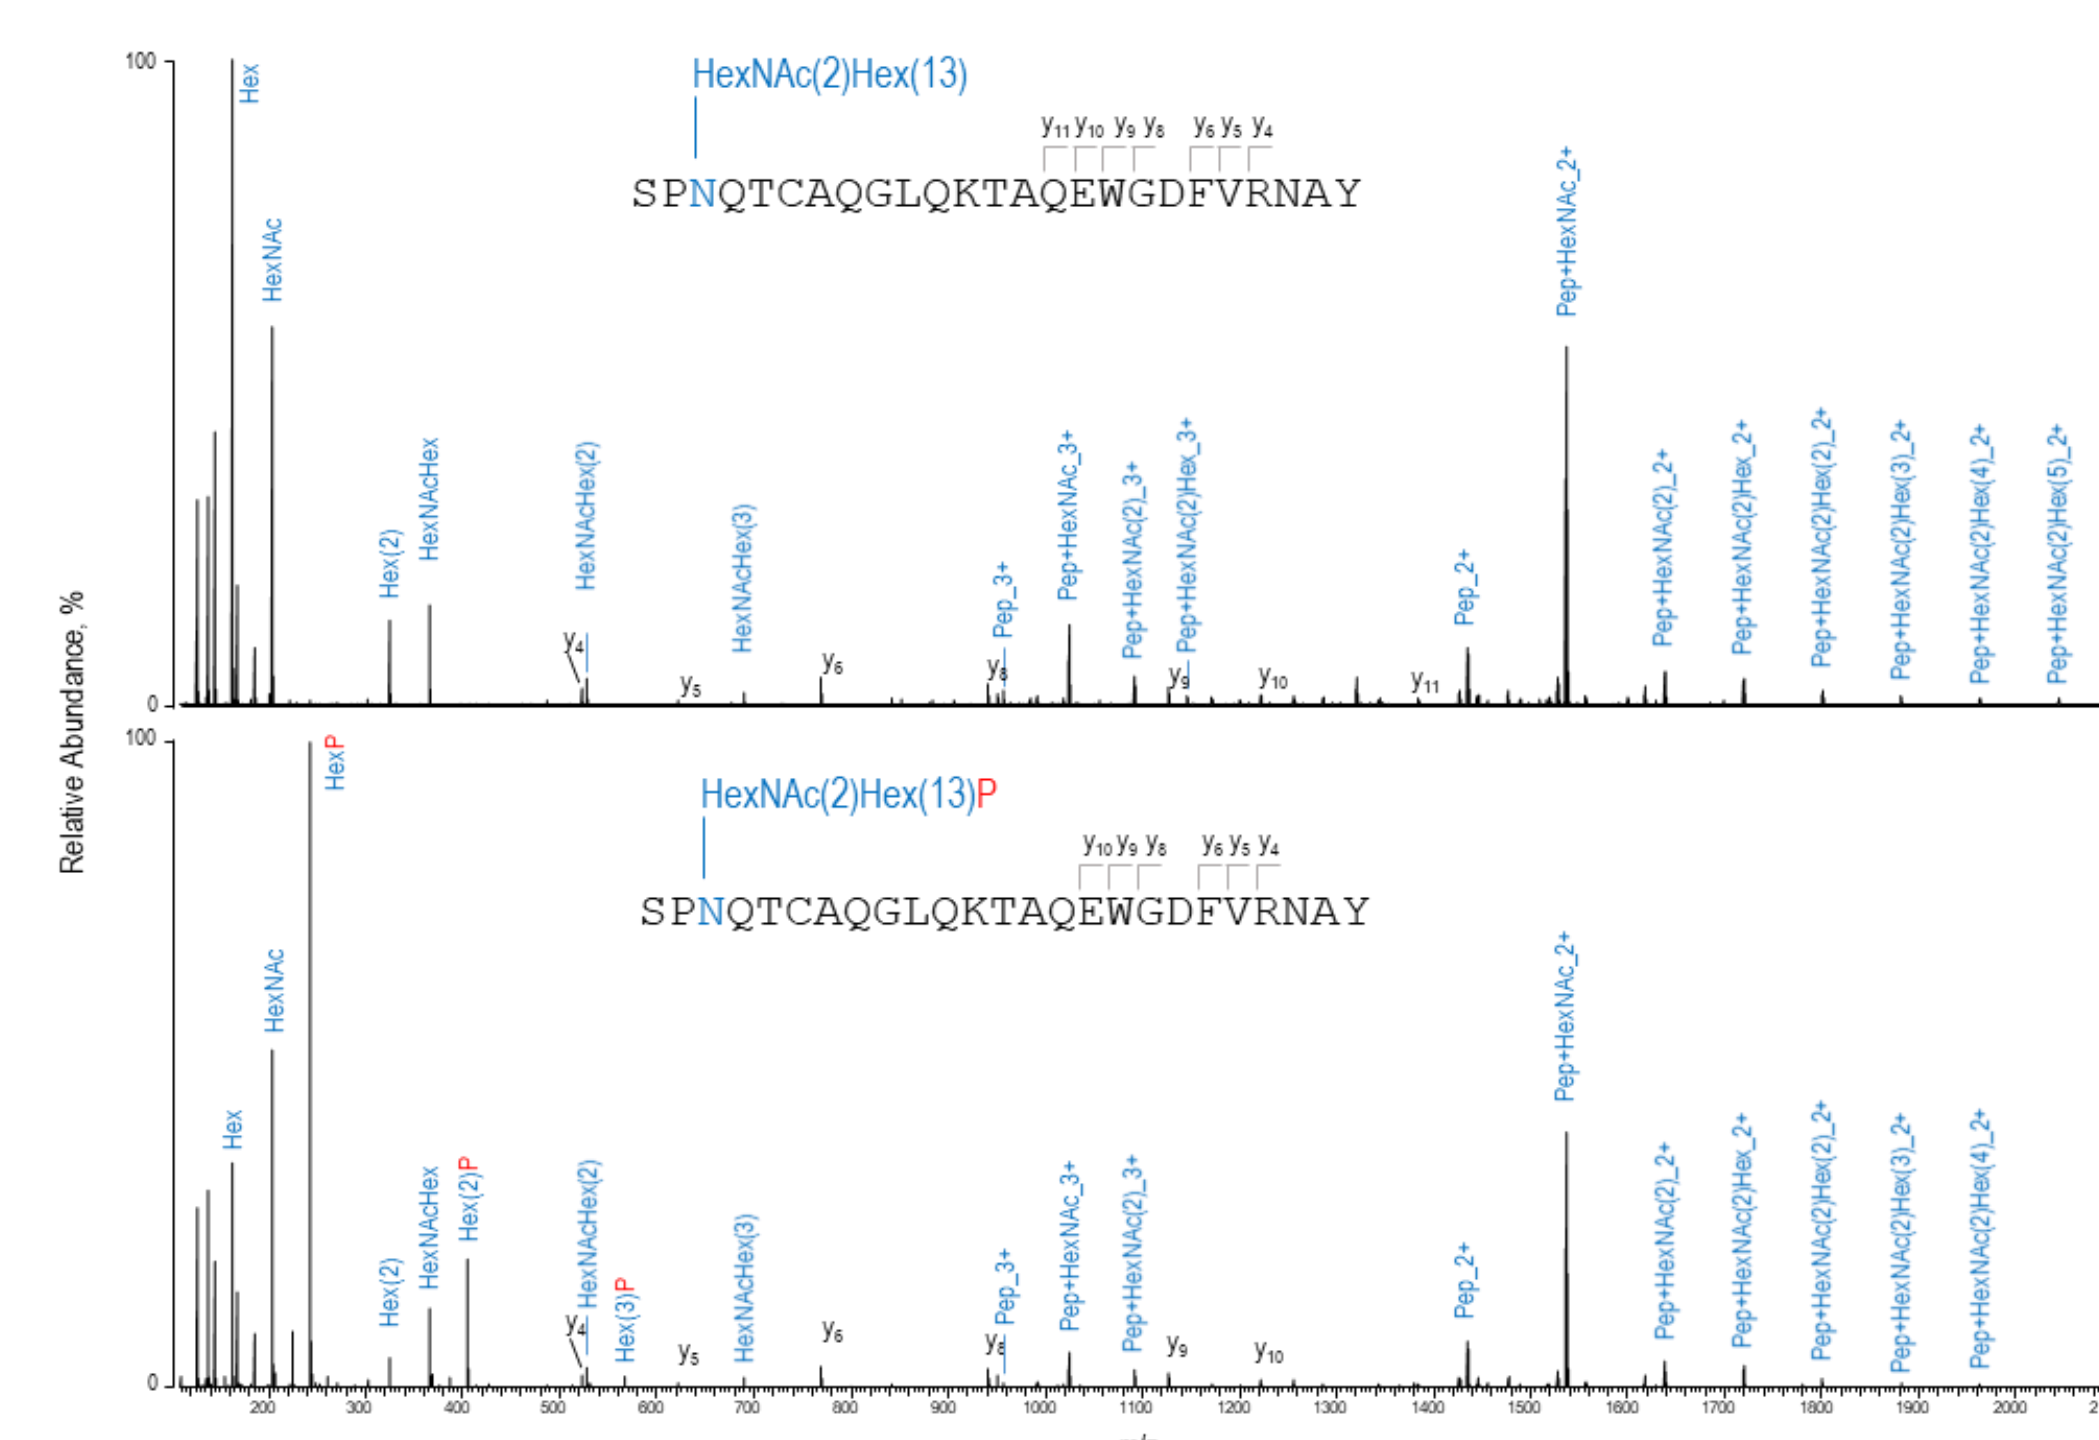 Relative Abundance, %
100
0
Hex
HexNAc
Hex(2)
HexNAcHex
y4
HexNAcHex(2)
y5
HexNAcHex(3)
y6
y8
Pep_3+
Pep+HexNAc_3+
Pep+HexNAc(2)_3+
y9
Pep+HexNAc(2)Hex_3+
y10
y11
Pep_2+
Pep+HexNAc_2+
Pep+HexNAc(2)_2+
Pep+HexNAc(2)Hex_2+
Pep+HexNAc(2)Hex(2)_2+
Pep+HexNAc(2)Hex(3)_2+
Pep+HexNAc(2)Hex(4)_2+
Pep+HexNAc(2)Hex(5)_2+
HexNAc(2)Hex(13)
y11 y10 y9 y8 y6 y5 y4
SPNQTCAQGLQKTAQEWGDFVRNAY
100
0
Hex
HexNAc
HexP
Hex(2)
HexNAcHex
Hex(2)P
y4
HexNAcHex(2)
Hex(3)P
y5
HexNAcHex(3)
y6
y8
Pep_3+
Pep+HexNAc_3+
Pep+HexNAc(2)_3+
y9
y10
Pep_2+
Pep+HexNAc_2+
Pep+HexNAc(2)_2+
Pep+HexNAc(2)Hex_2+
Pep+HexNAc(2)Hex(2)_2+
Pep+HexNAc(2)Hex(3)_2+
Pep+HexNAc(2)Hex(4)_2+
HexNAc(2)Hex(13)P
y10 y9 y8 y6 y5 y4
SPNQTCAQGLQKTAQEWGDFVRNAY
200 300 400 500 600 700 800 900 1000 1100 1200 1300 1400 1500 1600 1700 1800 1900 2000